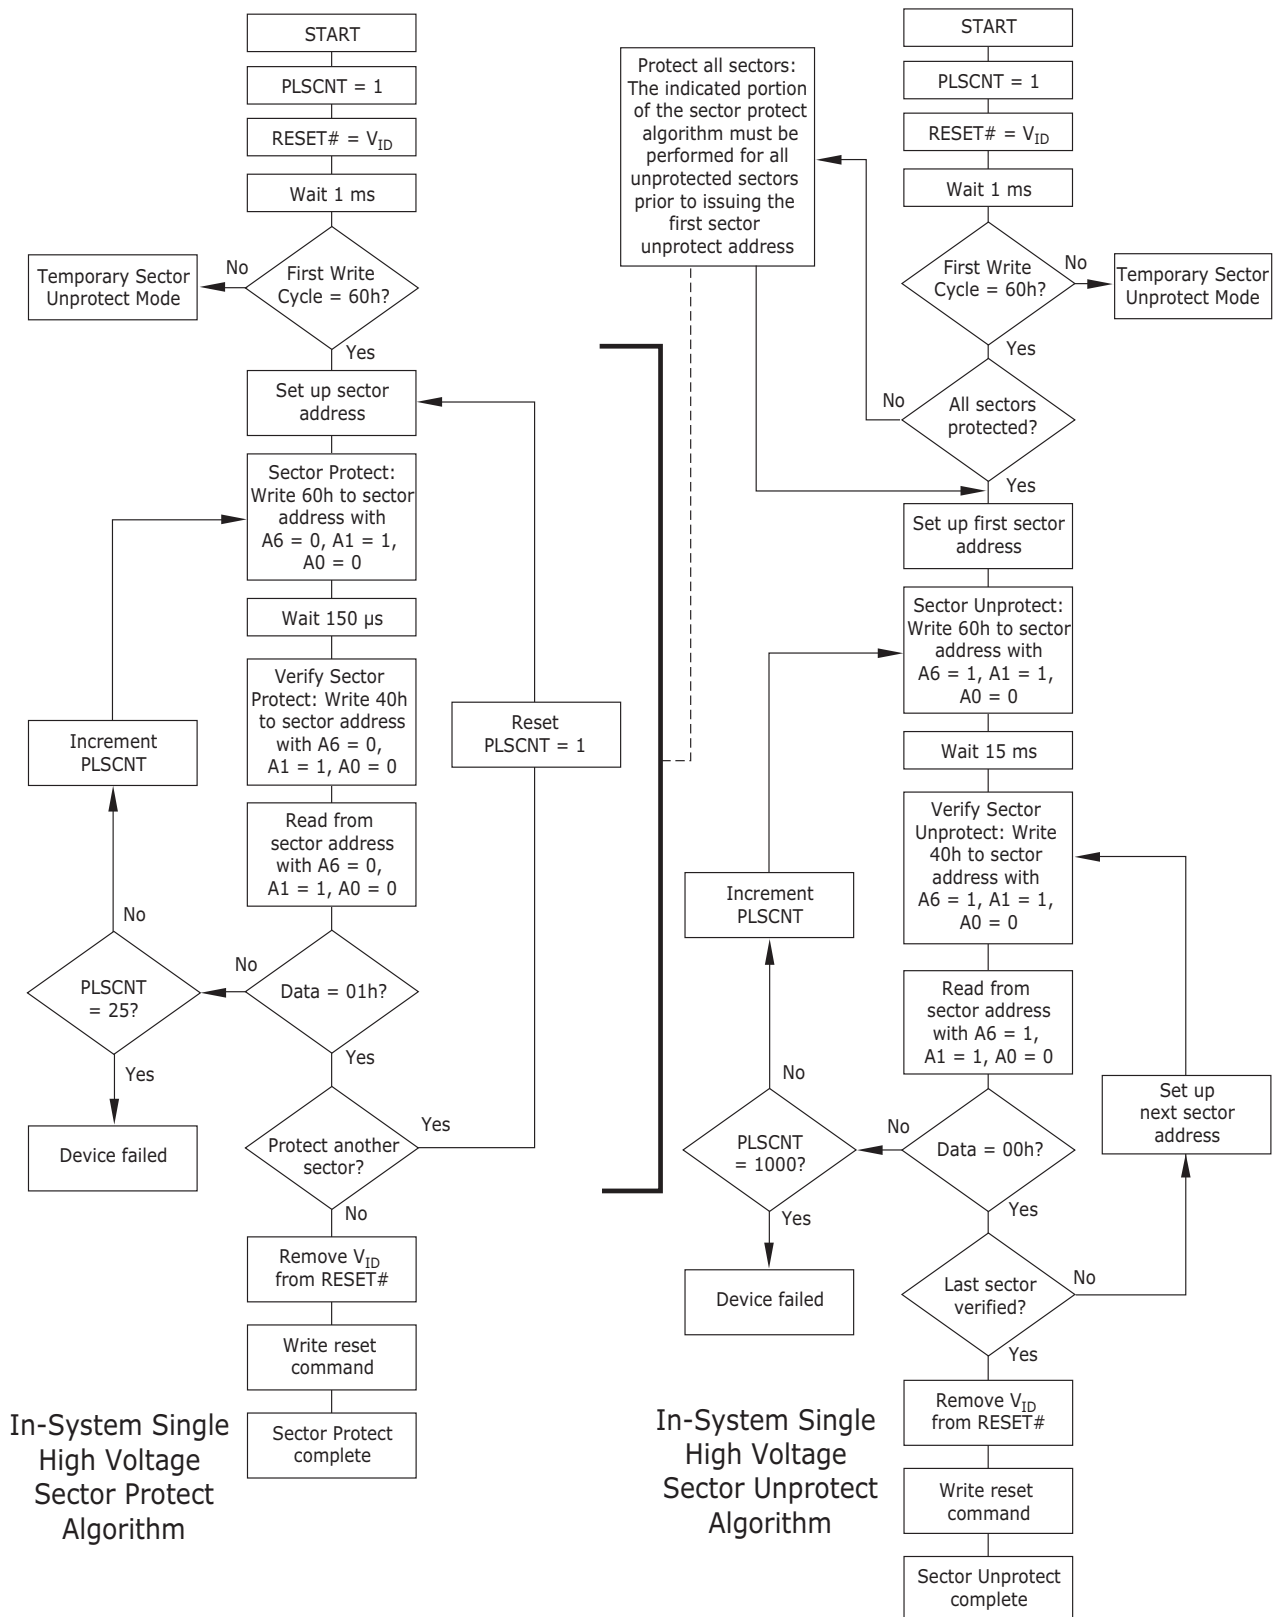 START
PLSCNT = 1
RESET# = VID
Wait 1 ms
First Write
Cycle = 60h?
No
Temporary Sector
Unprotect Mode
Yes
Set up sector
address
Sector Protect:
Write 60h to sector
address with
A6 = 0, A1 = 1,
A0 = 0
Wait 150 µs
Verify Sector
Protect: Write 40h
to sector address
with A6 = 0,
A1 = 1, A0 = 0
Reset
PLSCNT = 1
Increment
PLSCNT
Read from
sector address
with A6 = 0,
A1 = 1, A0 = 0
No
No
PLSCNT
= 25?
Data = 01h?
Yes
Yes
Device failed
Protect another
sector?
Yes
No
Remove VID
from RESET#
Write reset
command
Sector Protect
complete
In-System Single
High Voltage
Sector Protect
Algorithm
Protect all sectors:
The indicated portion
of the sector protect
algorithm must be
performed for all
unprotected sectors
prior to issuing the
first sector
unprotect address
START
PLSCNT = 1
RESET# = VID
Wait 1 ms
First Write
Cycle = 60h?
No
Temporary Sector
Unprotect Mode
Yes
No
All sectors
protected?
Yes
Set up first sector
address
Sector Unprotect:
Write 60h to sector
address with
A6 = 1, A1 = 1,
A0 = 0
Wait 15 ms
Verify Sector
Unprotect: Write
40h to sector
address with
A6 = 1, A1 = 1,
A0 = 0
Increment
PLSCNT
Read from
sector address
with A6 = 1,
A1 = 1, A0 = 0
No
No
PLSCNT
= 1000?
Data = 00h?
Set up
next sector
address
Yes
Yes
Device failed
Last sector
verified?
No
Yes
Remove VID
from RESET#
Write reset
command
Sector Unprotect
complete
In-System Single
High Voltage
Sector Unprotect
Algorithm